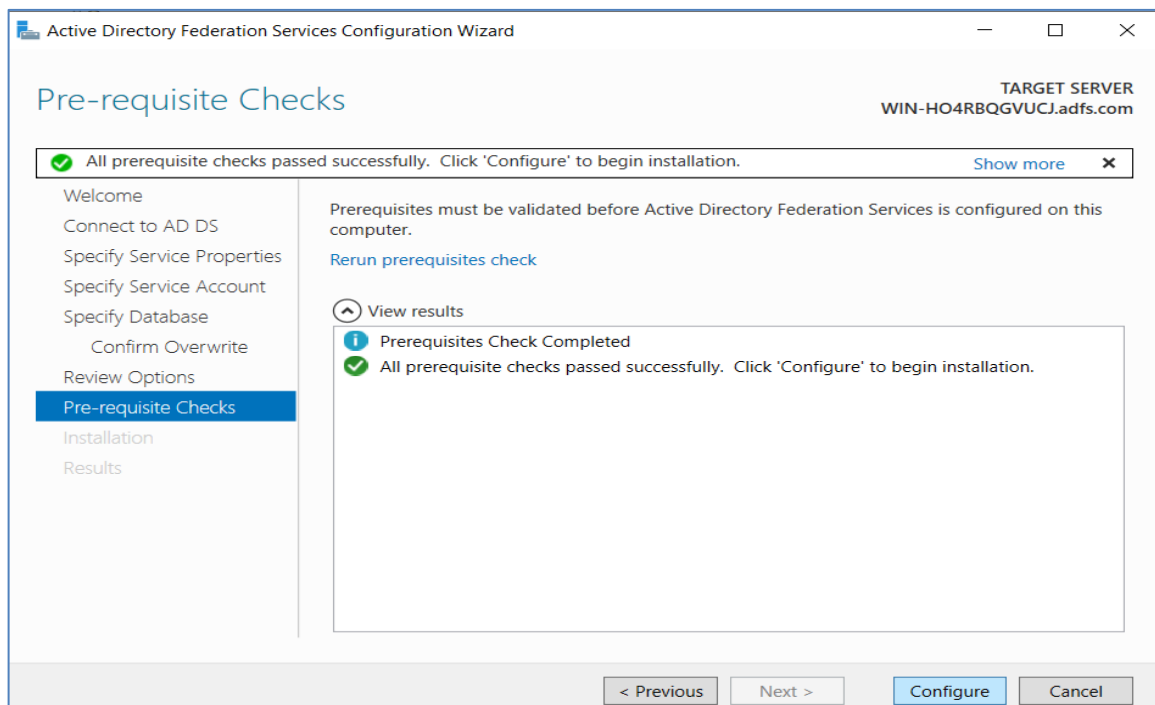 Active Directory Federation Services Configuration Wizard
Pre-requisite Checks
TARGET SERVER
WIN-HO4RBQGVUCJ.adfs.com
All prerequisite checks passed successfully. Click 'Configure' to begin installation.
Show more
Welcome
Connect to AD DS
Specify Service Properties
Specify Service Account
Specify Database
Confirm Overwrite
Review Options
Pre-requisite Checks
Installation
Results
Prerequisites must be validated before Active Directory Federation Services is configured on this
computer.
Rerun prerequisites check
View results
Prerequisites Check Completed
All prerequisite checks passed successfully. Click 'Configure' to begin installation.
< Previous
Next >
Configure
Cancel